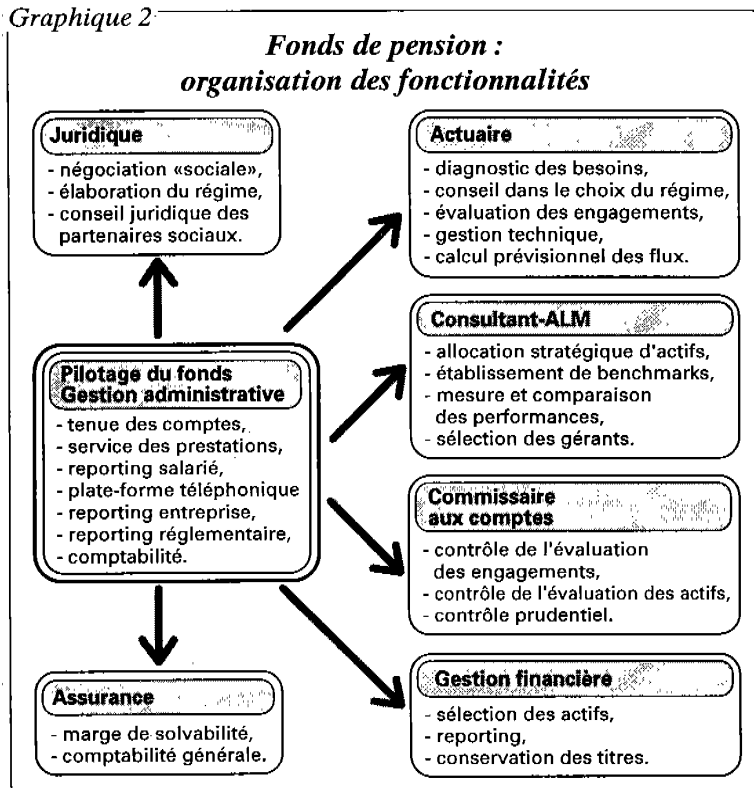 Graphique 2
Fonds de pension :
organisation des fonctionnalités
Juridique
- négociation «sociale»,
- élaboration du régime,
- conseil juridique des
partenaires sociaux.
Actuaire
- diagnostic des besoins,
- conseil dans le choix du régime,
- évaluation des engagements,
- gestion technique,
- calcul prévisionnel des flux.
Pilotage du fonds
Gestion administrative
- tenue des comptes,
- service des prestations,
- reporting salarié,
- plate-forme téléphonique
- reporting entreprise,
- reporting réglementaire,
- comptabilité.
Consultant-ALM
- allocation stratégique d'actifs,
- établissement de benchmarks,
- mesure et comparaison
des performances,
- sélection des gérants.
Commissaire
aux comptes
- contrôle de l'évaluation
des engagements,
- contrôle de l'évaluation des actifs,
- contrôle prudentiel.
Assurance
- marge de solvabilité,
- comptabilité générale.
Gestion financière
- sélection des actifs,
- reporting,
- conservation des titres.